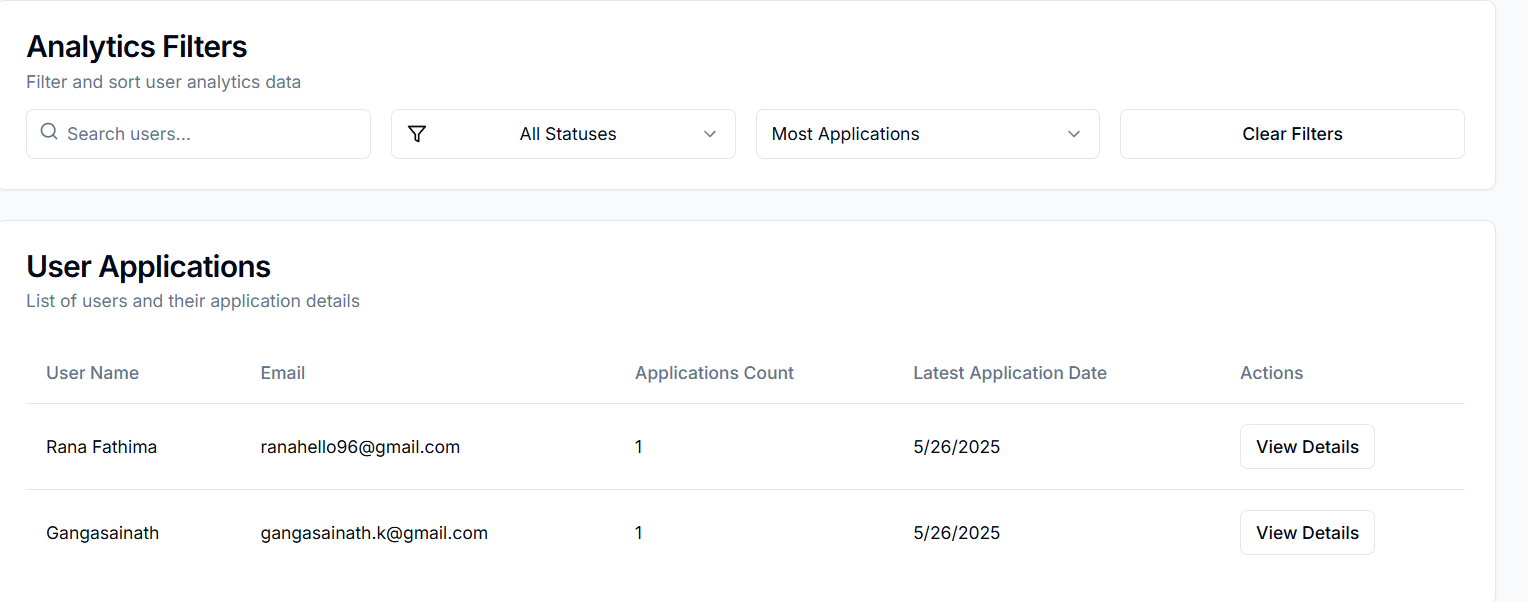 Analytics Filters
Filter and sort user analytics data
Search users...
All Statuses
Most Applications
Clear Filters
User Applications
List of users and their application details
User Name Email Applications Count Latest Application Date Actions
Rana Fathima ranahello96@gmail.com 1 5/26/2025 View Details
Gangasainath gangasainath.k@gmail.com 1 5/26/2025 View Details